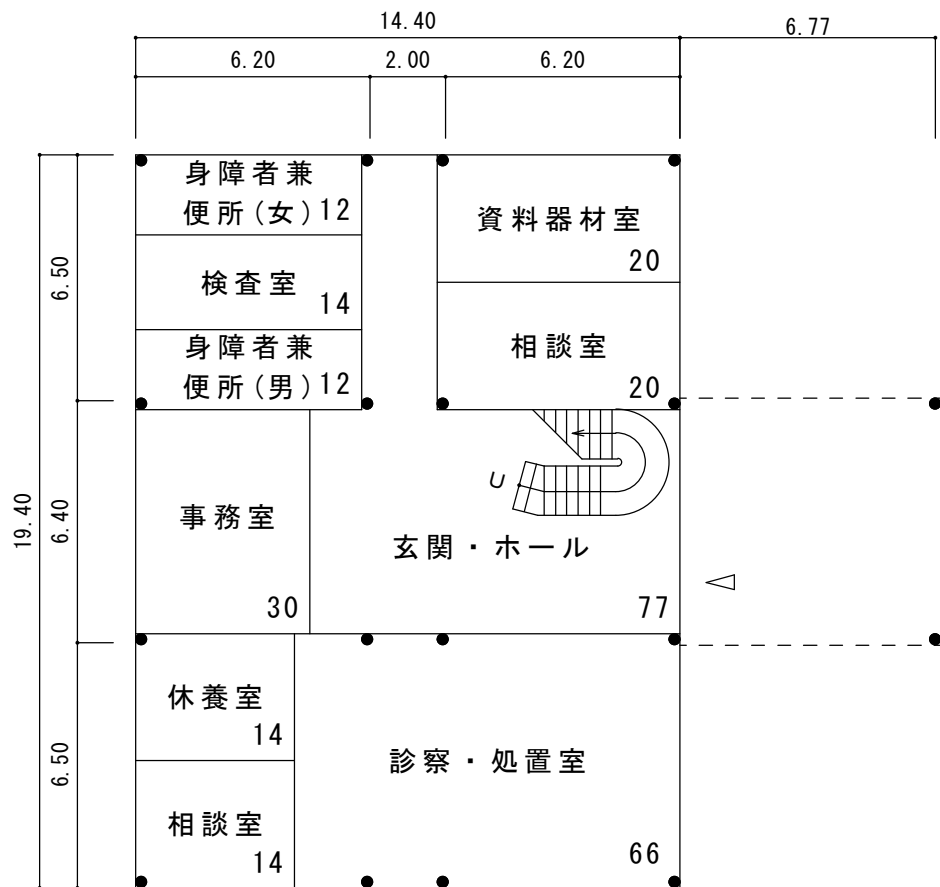 14.40
6.77
6.20
2.00
6.20
身障者兼
便所(女)12
資料器材室
20
検査室
14
6.50
身障者兼
便所(男)12
相談室
20
19.40
6.40
U
事務室
30
玄関・ホール
77
6.50
休養室
14
診察・処置室
66
相談室
14